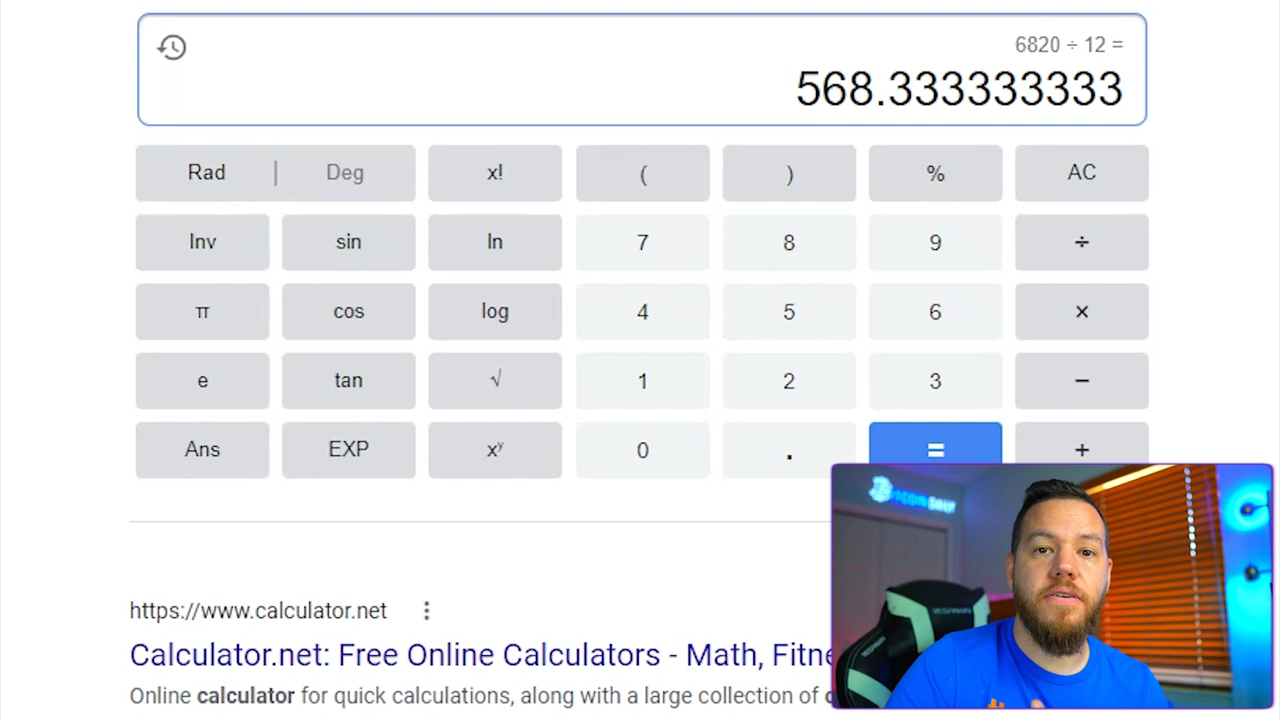 6820 ÷ 12 =
568.333333333
Rad | Deg x! ( ) % AC
Inv sin ln 7 8 9 ÷
π cos log 4 5 6 ×
e tan √ 1 2 3 −
Ans EXP xʸ 0 . = +
https://www.calculator.net
Calculator.net: Free Online Calculators - Math, Fitne
Online calculator for quick calculations, along with a large collection of